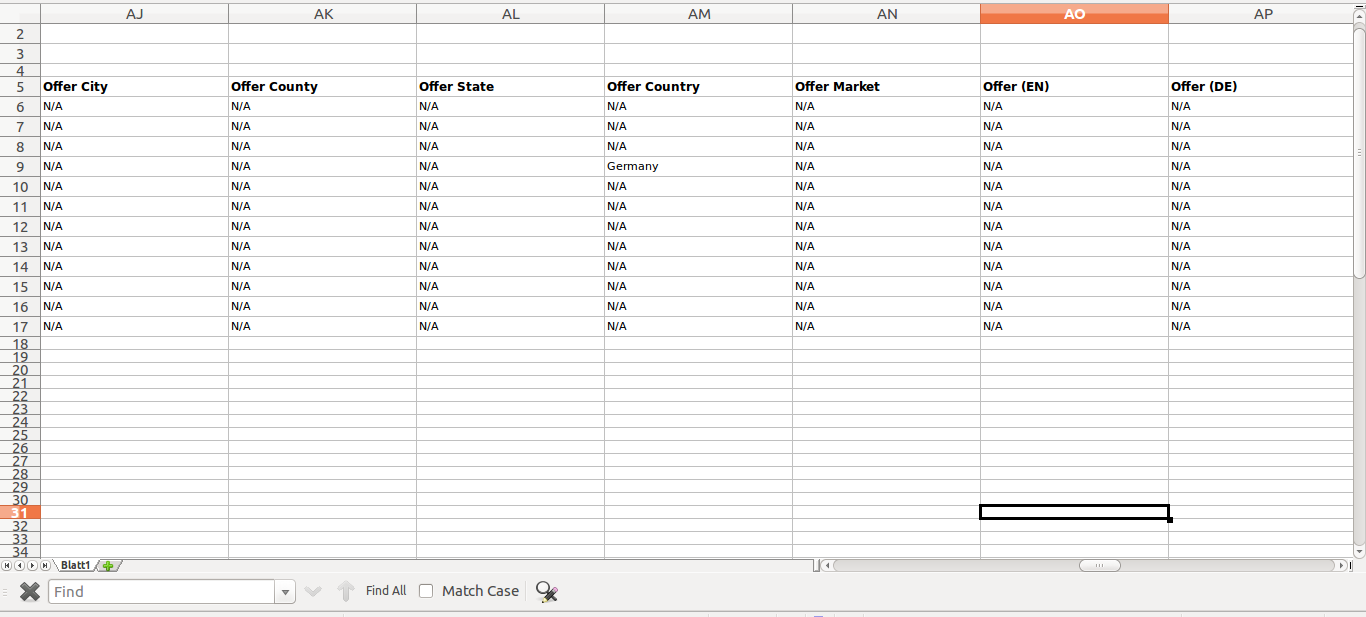 AJ AK AL AM AN AO AP
2
3
4
5 Offer City Offer County Offer State Offer Country Offer Market Offer (EN) Offer (DE)
6 N/A N/A N/A N/A N/A N/A N/A
7 N/A N/A N/A N/A N/A N/A N/A
8 N/A N/A N/A N/A N/A N/A N/A
9 N/A N/A N/A Germany N/A N/A N/A
10 N/A N/A N/A N/A N/A N/A N/A
11 N/A N/A N/A N/A N/A N/A N/A
12 N/A N/A N/A N/A N/A N/A N/A
13 N/A N/A N/A N/A N/A N/A N/A
14 N/A N/A N/A N/A N/A N/A N/A
15 N/A N/A N/A N/A N/A N/A N/A
16 N/A N/A N/A N/A N/A N/A N/A
17 N/A N/A N/A N/A N/A N/A N/A
18
19
20
21
22
23
24
25
26
27
28
29
30
31
32
33
34
Blatt1
Find Find All Match Case